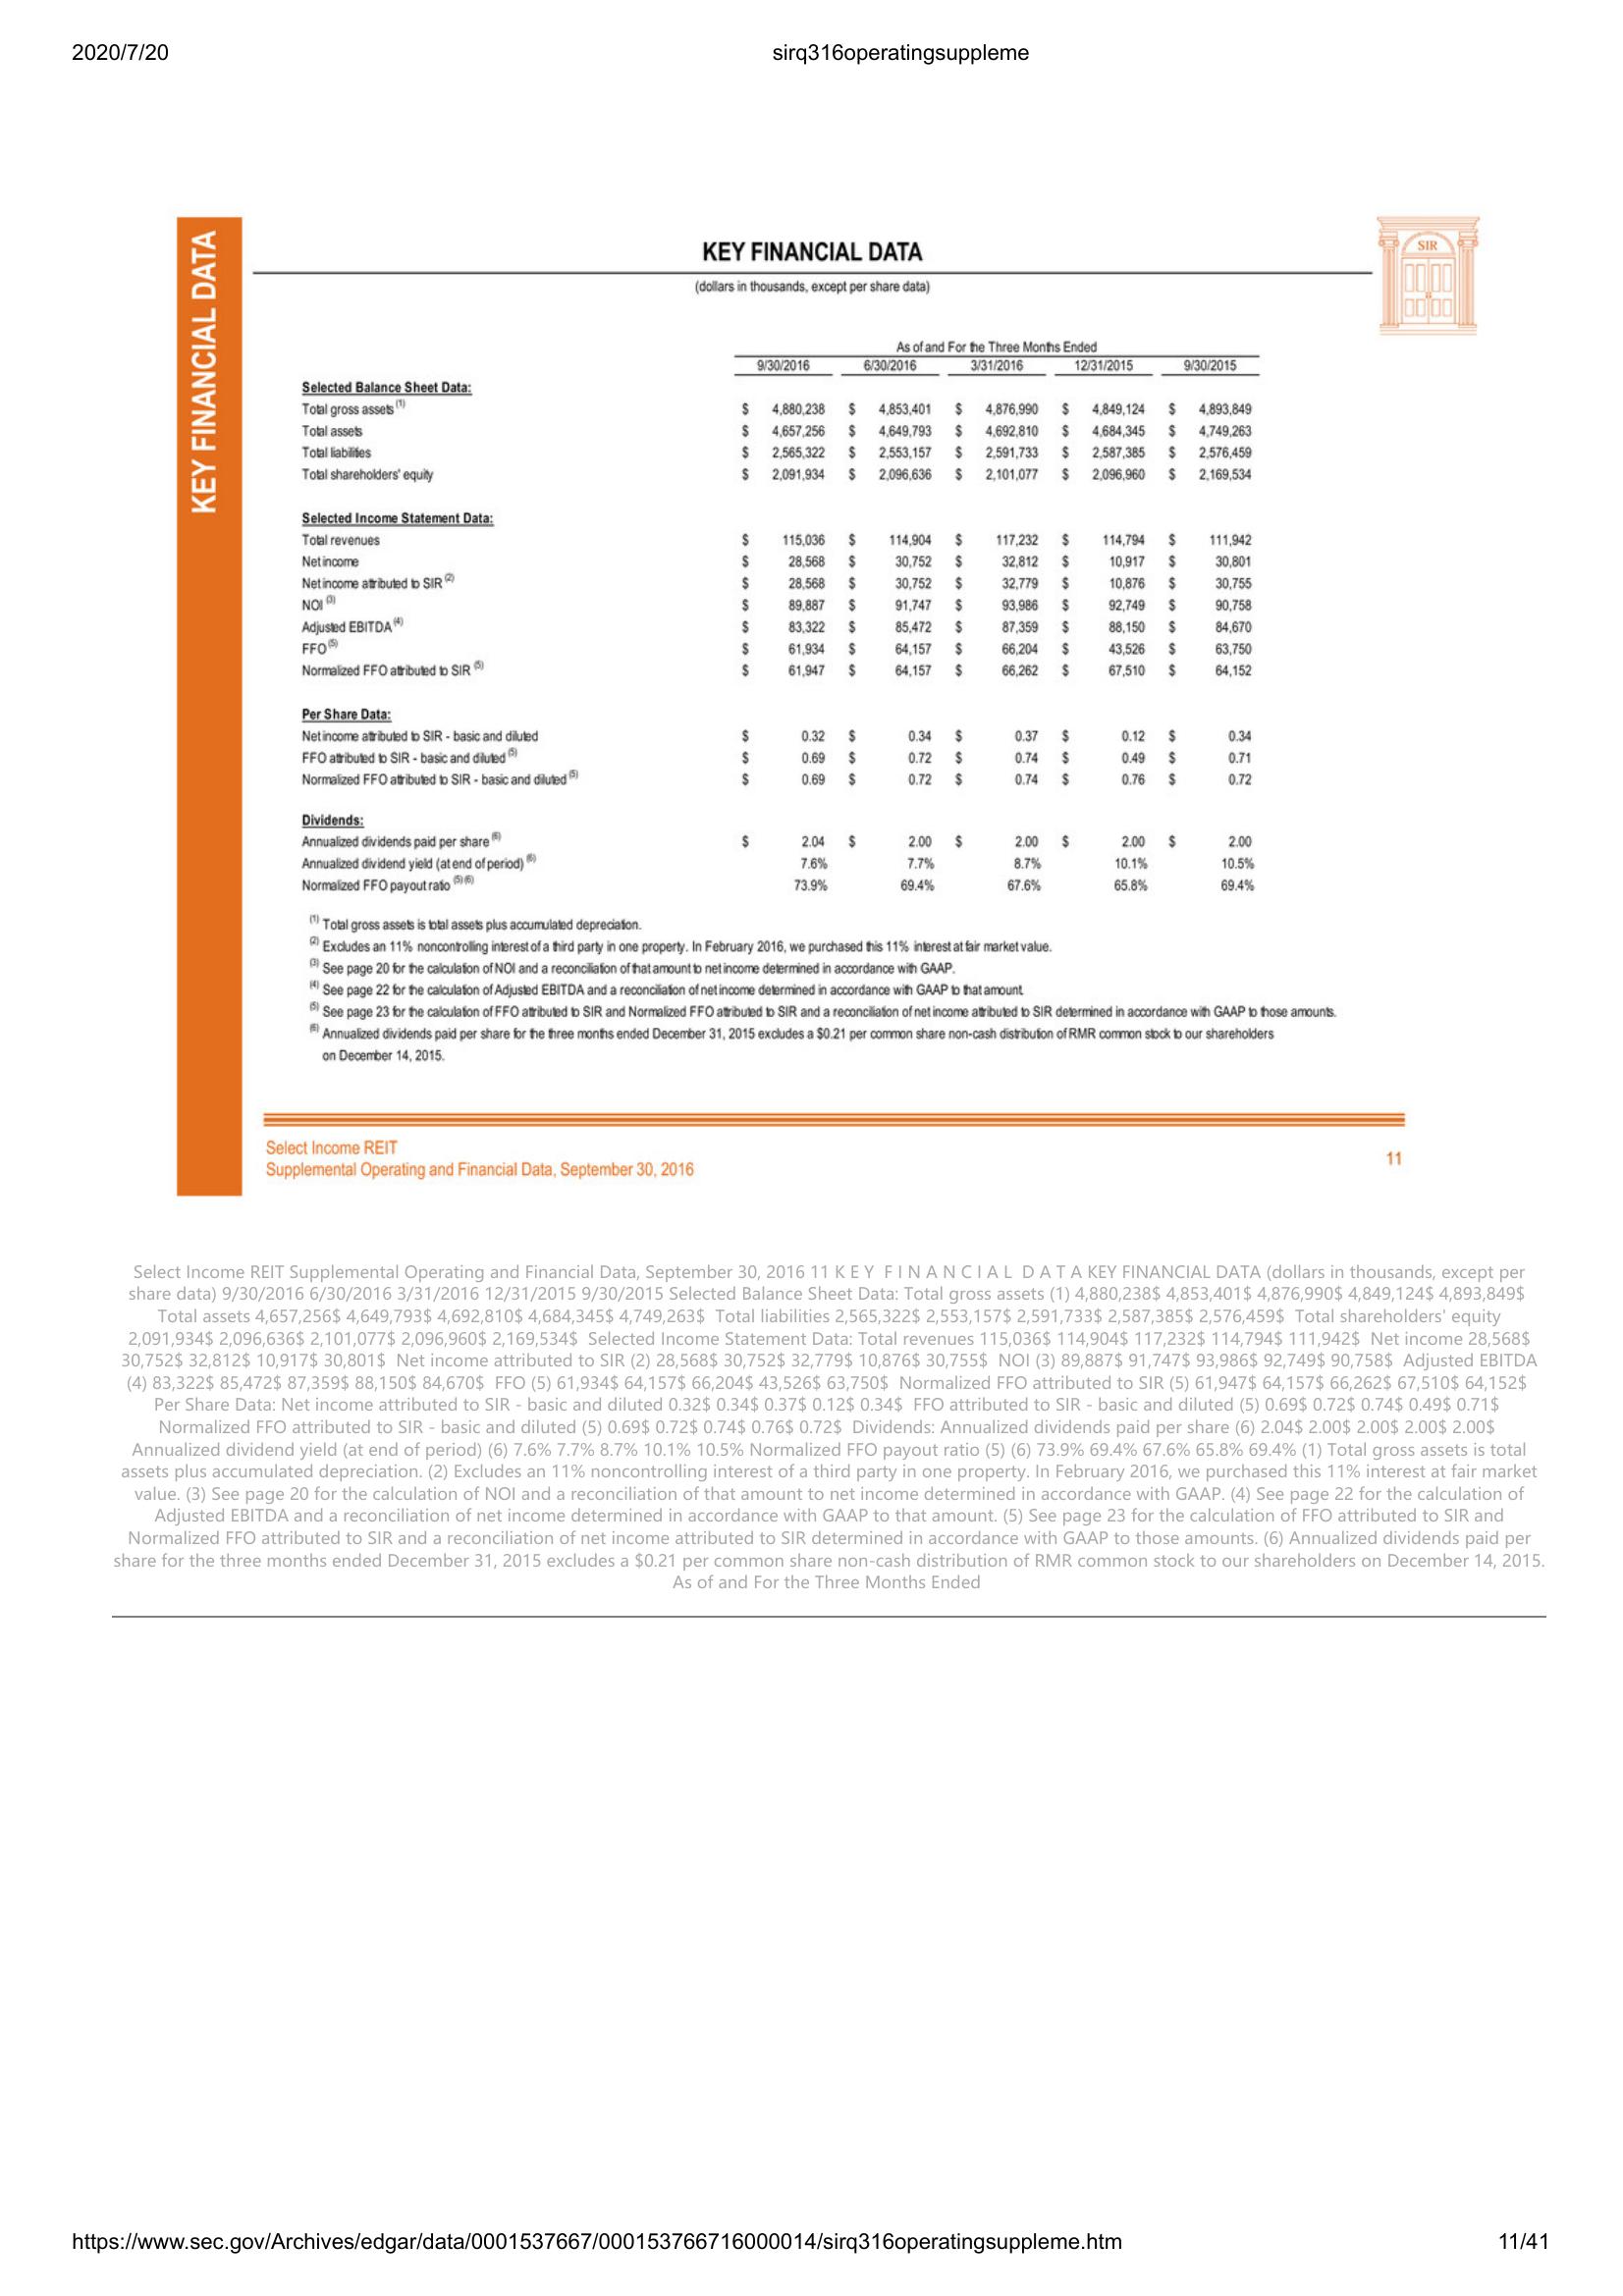 2020/7/20 sirq316operatingsuppleme
KEY FINANCIAL DATA
KEY FINANCIAL DATA
SIR
(dollars in thousands, except per share data)
As of and For the Three Months Ended
9/30/2016 6/30/2016 3/31/2016 12/31/2015 9/30/2015
Selected Balance Sheet Data:
Total gross assets (1) $ 4,880,238 $ 4,853,401 $ 4,876,990 $ 4,849,124 $ 4,893,849
Total assets $ 4,657,256 $ 4,649,793 $ 4,692,810 $ 4,684,345 $ 4,749,263
Total liabilities $ 2,565,322 $ 2,553,157 $ 2,591,733 $ 2,587,385 $ 2,576,459
Total shareholders' equity $ 2,091,934 $ 2,096,636 $ 2,101,077 $ 2,096,960 $ 2,169,534
Selected Income Statement Data:
Total revenues $ 115,036 $ 114,904 $ 117,232 $ 114,794 $ 111,942
Net income $ 28,568 $ 30,752 $ 32,812 $ 10,917 $ 30,801
Net income attributed to SIR (2) $ 28,568 $ 30,752 $ 32,779 $ 10,876 $ 30,755
NOI (3) $ 89,887 $ 91,747 $ 93,986 $ 92,749 $ 90,758
Adjusted EBITDA (4) $ 83,322 $ 85,472 $ 87,359 $ 88,150 $ 84,670
FFO (5) $ 61,934 $ 64,157 $ 66,204 $ 43,526 $ 63,750
Normalized FFO attributed to SIR (5) $ 61,947 $ 64,157 $ 66,262 $ 67,510 $ 64,152
Per Share Data:
Net income attributed to SIR - basic and diluted $ 0.32 $ 0.34 $ 0.37 $ 0.12 $ 0.34
FFO attributed to SIR - basic and diluted (5) $ 0.69 $ 0.72 $ 0.74 $ 0.49 $ 0.71
Normalized FFO attributed to SIR - basic and diluted (5) $ 0.69 $ 0.72 $ 0.74 $ 0.76 $ 0.72
Dividends:
Annualized dividends paid per share (6) $ 2.04 $ 2.00 $ 2.00 $ 2.00 $ 2.00
Annualized dividend yield (at end of period) (6) 7.6% 7.7% 8.7% 10.1% 10.5%
Normalized FFO payout ratio (5) (6) 73.9% 69.4% 67.6% 65.8% 69.4%
(1) Total gross assets is total assets plus accumulated depreciation.
(2) Excludes an 11% noncontrolling interest of a third party in one property. In February 2016, we purchased this 11% interest at fair market value.
(3) See page 20 for the calculation of NOI and a reconciliation of that amount to net income determined in accordance with GAAP.
(4) See page 22 for the calculation of Adjusted EBITDA and a reconciliation of net income determined in accordance with GAAP to that amount.
(5) See page 23 for the calculation of FFO attributed to SIR and Normalized FFO attributed to SIR and a reconciliation of net income attributed to SIR determined in accordance with GAAP to those amounts.
(6) Annualized dividends paid per share for the three months ended December 31, 2015 excludes a $0.21 per common share non-cash distribution of RMR common stock to our shareholders
on December 14, 2015.
Select Income REIT
Supplemental Operating and Financial Data, September 30, 2016
11
Select Income REIT Supplemental Operating and Financial Data, September 30, 2016 11 K E Y F I N A N C I A L D A T A KEY FINANCIAL DATA (dollars in thousands, except per
share data) 9/30/2016 6/30/2016 3/31/2016 12/31/2015 9/30/2015 Selected Balance Sheet Data: Total gross assets (1) 4,880,238$ 4,853,401$ 4,876,990$ 4,849,124$ 4,893,849$
Total assets 4,657,256$ 4,649,793$ 4,692,810$ 4,684,345$ 4,749,263$ Total liabilities 2,565,322$ 2,553,157$ 2,591,733$ 2,587,385$ 2,576,459$ Total shareholders' equity
2,091,934$ 2,096,636$ 2,101,077$ 2,096,960$ 2,169,534$ Selected Income Statement Data: Total revenues 115,036$ 114,904$ 117,232$ 114,794$ 111,942$ Net income 28,568$
30,752$ 32,812$ 10,917$ 30,801$ Net income attributed to SIR (2) 28,568$ 30,752$ 32,779$ 10,876$ 30,755$ NOI (3) 89,887$ 91,747$ 93,986$ 92,749$ 90,758$ Adjusted EBITDA
(4) 83,322$ 85,472$ 87,359$ 88,150$ 84,670$ FFO (5) 61,934$ 64,157$ 66,204$ 43,526$ 63,750$ Normalized FFO attributed to SIR (5) 61,947$ 64,157$ 66,262$ 67,510$ 64,152$
Per Share Data: Net income attributed to SIR - basic and diluted 0.32$ 0.34$ 0.37$ 0.12$ 0.34$ FFO attributed to SIR - basic and diluted (5) 0.69$ 0.72$ 0.74$ 0.49$ 0.71$
Normalized FFO attributed to SIR - basic and diluted (5) 0.69$ 0.72$ 0.74$ 0.76$ 0.72$ Dividends: Annualized dividends paid per share (6) 2.04$ 2.00$ 2.00$ 2.00$ 2.00$
Annualized dividend yield (at end of period) (6) 7.6% 7.7% 8.7% 10.1% 10.5% Normalized FFO payout ratio (5) (6) 73.9% 69.4% 67.6% 65.8% 69.4% (1) Total gross assets is total
assets plus accumulated depreciation. (2) Excludes an 11% noncontrolling interest of a third party in one property. In February 2016, we purchased this 11% interest at fair market
value. (3) See page 20 for the calculation of NOI and a reconciliation of that amount to net income determined in accordance with GAAP. (4) See page 22 for the calculation of
Adjusted EBITDA and a reconciliation of net income determined in accordance with GAAP to that amount. (5) See page 23 for the calculation of FFO attributed to SIR and
Normalized FFO attributed to SIR and a reconciliation of net income attributed to SIR determined in accordance with GAAP to those amounts. (6) Annualized dividends paid per
share for the three months ended December 31, 2015 excludes a $0.21 per common share non-cash distribution of RMR common stock to our shareholders on December 14, 2015.
As of and For the Three Months Ended
https://www.sec.gov/Archives/edgar/data/0001537667/000153766716000014/sirq316operatingsuppleme.htm 11/41